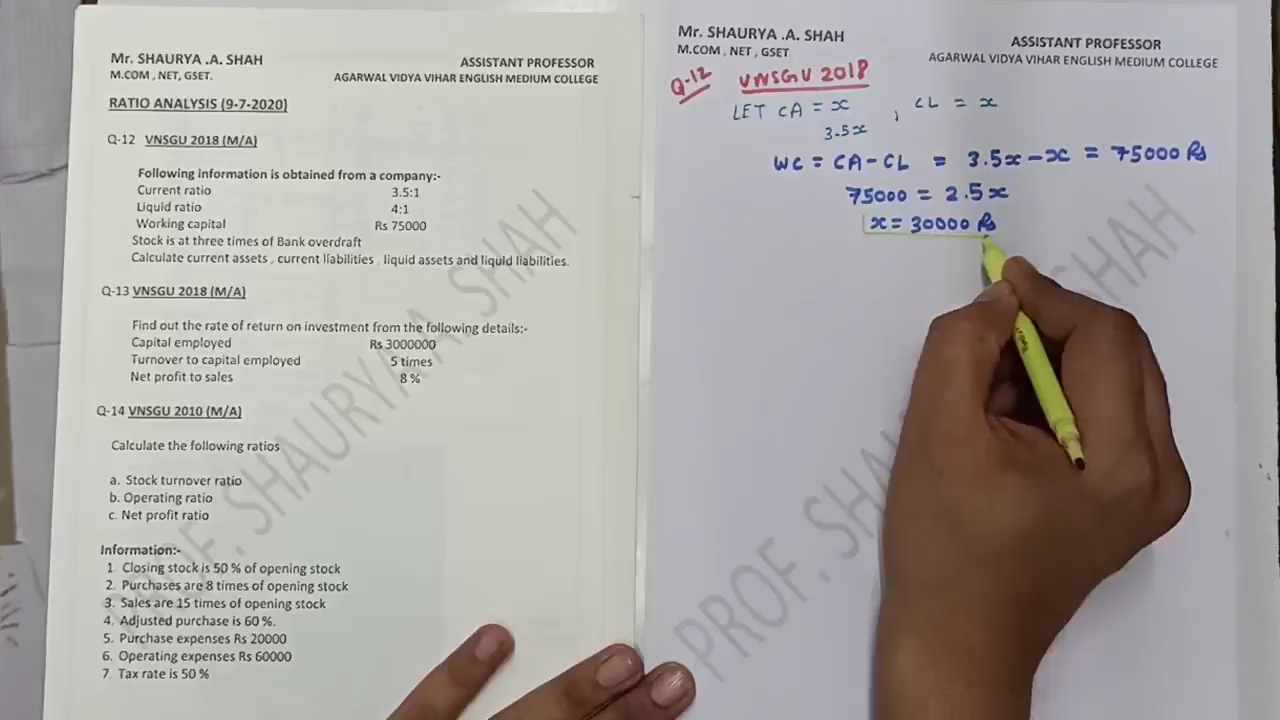 Mr. SHAURYA .A. SHAH
ASSISTANT PROFESSOR
M.COM , NET, GSET.
AGARWAL VIDYA VIHAR ENGLISH MEDIUM COLLEGE
RATIO ANALYSIS (9-7-2020)
Q-12 VNSGU 2018 (M/A)
Following information is obtained from a company:-
Current ratio 3.5:1
Liquid ratio 4:1
Working capital Rs 75000
Stock is at three times of Bank overdraft
Calculate current assets , current liabilities , liquid assets and liquid liabilities.
Q-13 VNSGU 2018 (M/A)
Find out the rate of return on investment from the following details:-
Capital employed Rs 3000000
Turnover to capital employed 5 times
Net profit to sales 8 %
Q-14 VNSGU 2010 (M/A)
Calculate the following ratios
a. Stock turnover ratio
b. Operating ratio
c. Net profit ratio
Information:-
1. Closing stock is 50 % of opening stock
2. Purchases are 8 times of opening stock
3. Sales are 15 times of opening stock
4. Adjusted purchase is 60 %.
5. Purchase expenses Rs 20000
6. Operating expenses Rs 60000
7. Tax rate is 50 %
PROF. SHAURYA A. SHAH
Mr. SHAURYA .A. SHAH
ASSISTANT PROFESSOR
M.COM , NET , GSET
AGARWAL VIDYA VIHAR ENGLISH MEDIUM COLLEGE
Q-12 VNSGU 2018
LET CA = x , CL = x
3.5x
WC = CA - CL = 3.5x - x = 75000 Rs
75000 = 2.5x
x = 30000 Rs
PROF. SHA
SHAH